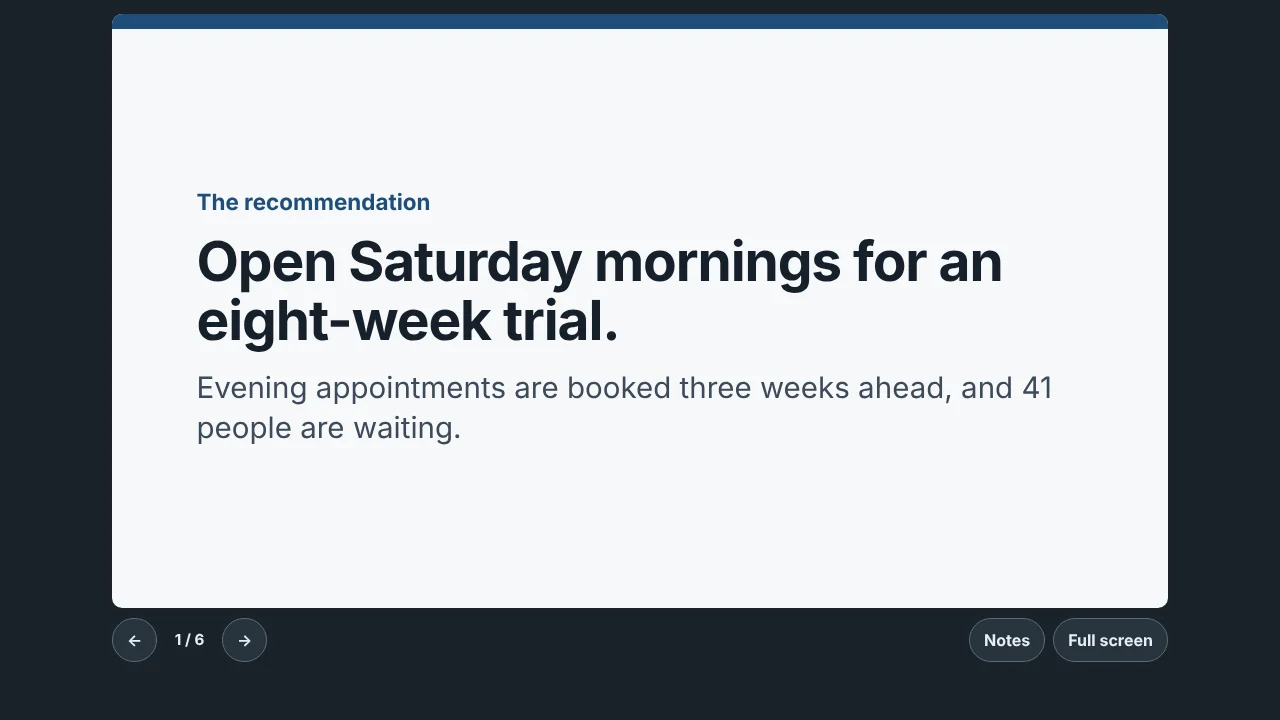 The recommendation
Open Saturday mornings for an
eight-week trial.
Evening appointments are booked three weeks ahead, and 41
people are waiting.
← 1 / 6 → Notes Full screen